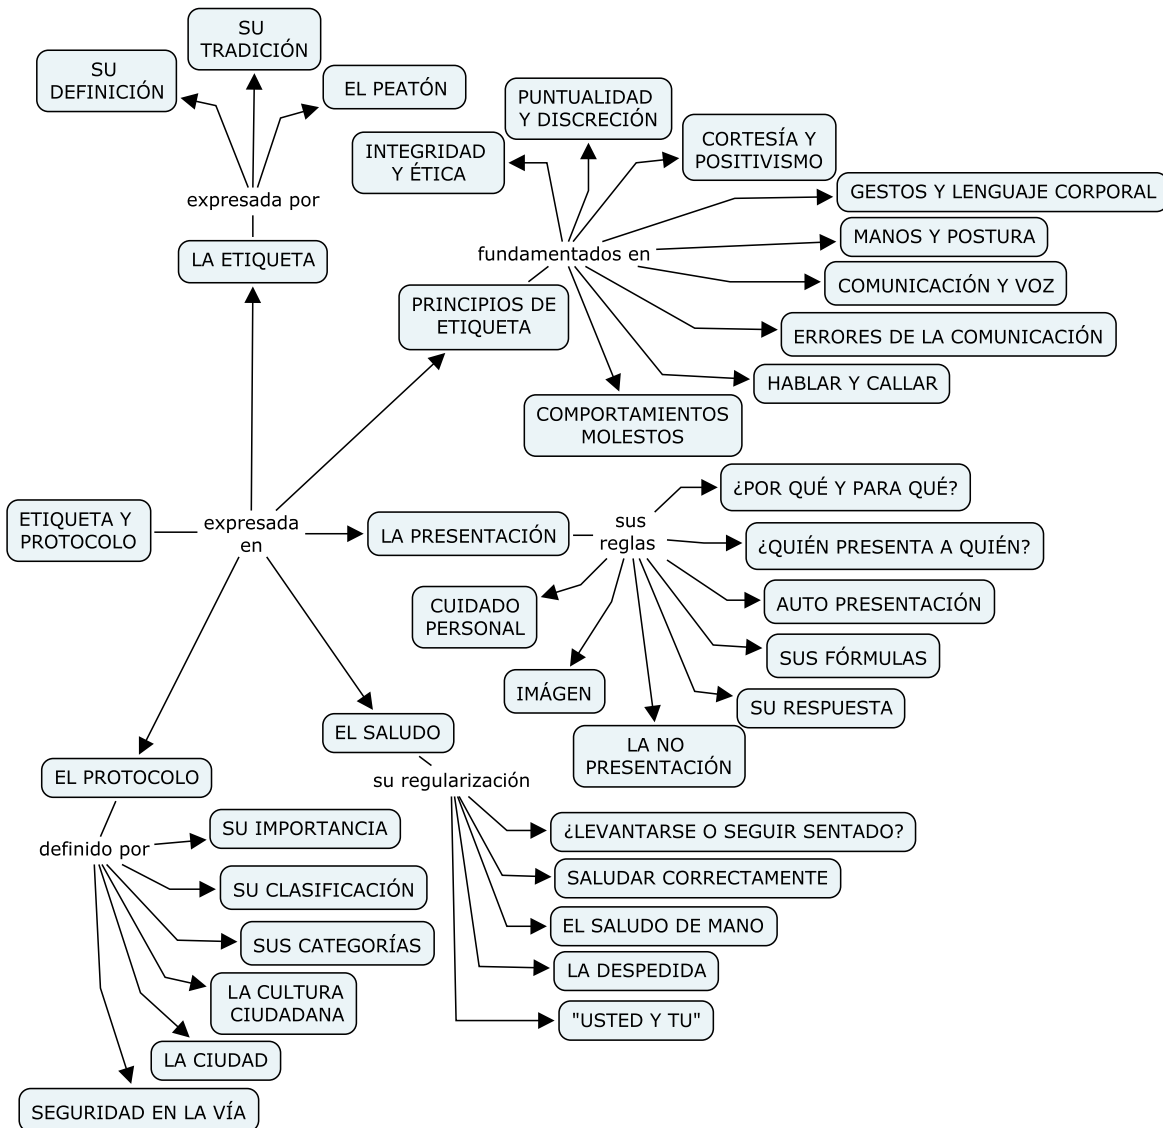 SU
TRADICIÓN
SU
DEFINICIÓN
EL PEATÓN
expresada por
LA ETIQUETA
PUNTUALIDAD
Y DISCRECIÓN
INTEGRIDAD
Y ÉTICA
CORTESÍA Y
POSITIVISMO
GESTOS Y LENGUAJE CORPORAL
MANOS Y POSTURA
fundamentados en
COMUNICACIÓN Y VOZ
PRINCIPIOS DE
ETIQUETA
ERRORES DE LA COMUNICACIÓN
HABLAR Y CALLAR
COMPORTAMIENTOS
MOLESTOS
ETIQUETA Y
PROTOCOLO
expresada
en
LA PRESENTACIÓN
sus
reglas
¿POR QUÉ Y PARA QUÉ?
¿QUIÉN PRESENTA A QUIÉN?
AUTO PRESENTACIÓN
SUS FÓRMULAS
SU RESPUESTA
CUIDADO
PERSONAL
IMÁGEN
LA NO
PRESENTACIÓN
EL SALUDO
su regularización
¿LEVANTARSE O SEGUIR SENTADO?
SALUDAR CORRECTAMENTE
EL SALUDO DE MANO
LA DESPEDIDA
"USTED Y TU"
EL PROTOCOLO
definido por
SU IMPORTANCIA
SU CLASIFICACIÓN
SUS CATEGORÍAS
LA CULTURA
CIUDADANA
LA CIUDAD
SEGURIDAD EN LA VÍA